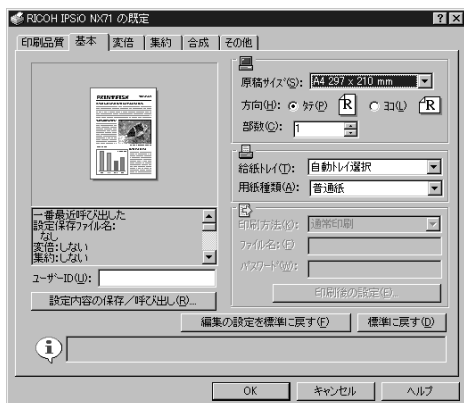 RICOH IPSiO NX71 の既定
印刷品質 基本 変倍 集約 合成 その他
原稿サイズ(S): A4 297 x 210 mm
方向(H): タテ(P) R ヨコ(L) R
部数(C): 1
給紙トレイ(T): 自動トレイ選択
用紙種類(A): 普通紙
一番最近呼び出した
設定保存ファイル名:
なし
変倍:しない
集約:しない
ユーザーID(U):
設定内容の保存/呼び出し(R)...
印刷方法(K): 通常印刷
ファイル名:(F)
パスワード(W):
印刷後の設定(E)...
編集の設定を標準に戻す(F) 標準に戻す(D)
OK キャンセル ヘルプ